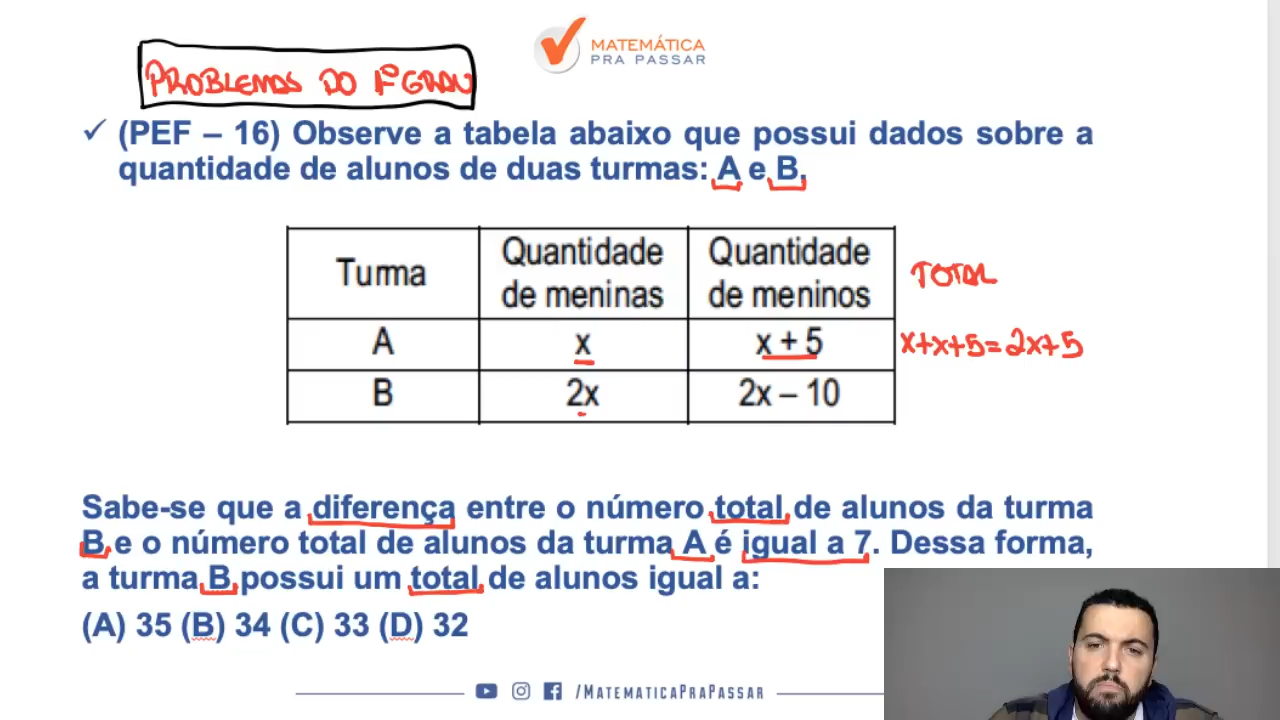 MATEMÁTICA
PRA PASSAR
PROBLEMAS DO 1º GRAU
✓ (PEF – 16) Observe a tabela abaixo que possui dados sobre a
quantidade de alunos de duas turmas: A e B.
Turma Quantidade de meninas Quantidade de meninos TOTAL
A x x + 5 x+x+5=2x+5
B 2x 2x – 10
Sabe-se que a diferença entre o número total de alunos da turma
B e o número total de alunos da turma A é igual a 7. Dessa forma,
a turma B possui um total de alunos igual a:
(A) 35 (B) 34 (C) 33 (D) 32
/MATEMATICAPRAPASSAR